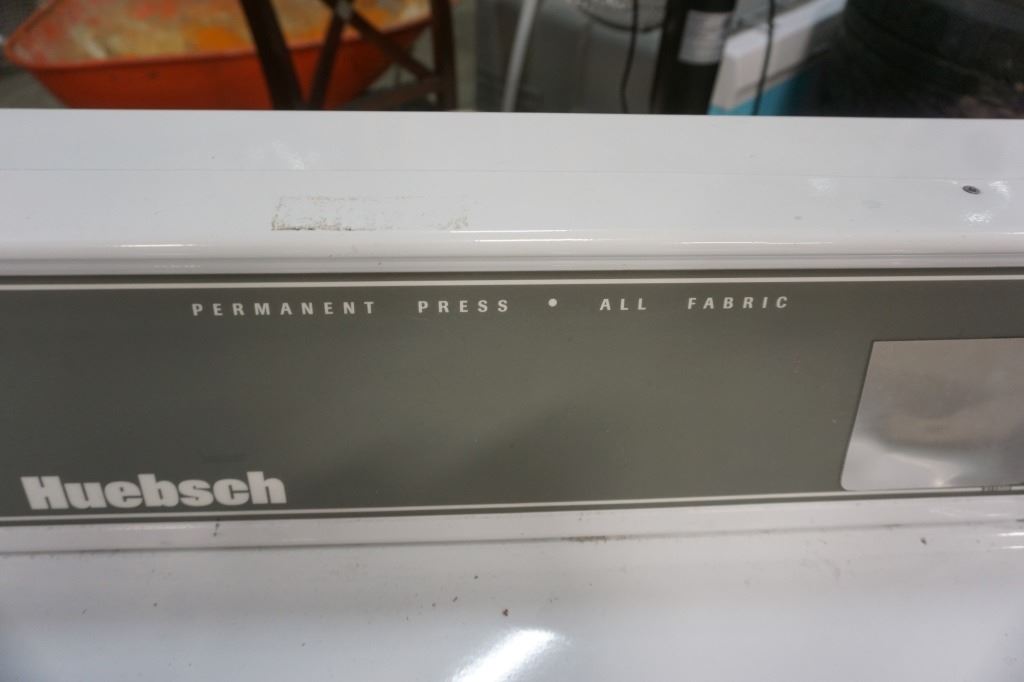 PERMANENT PRESS • ALL FABRIC
Huebsch